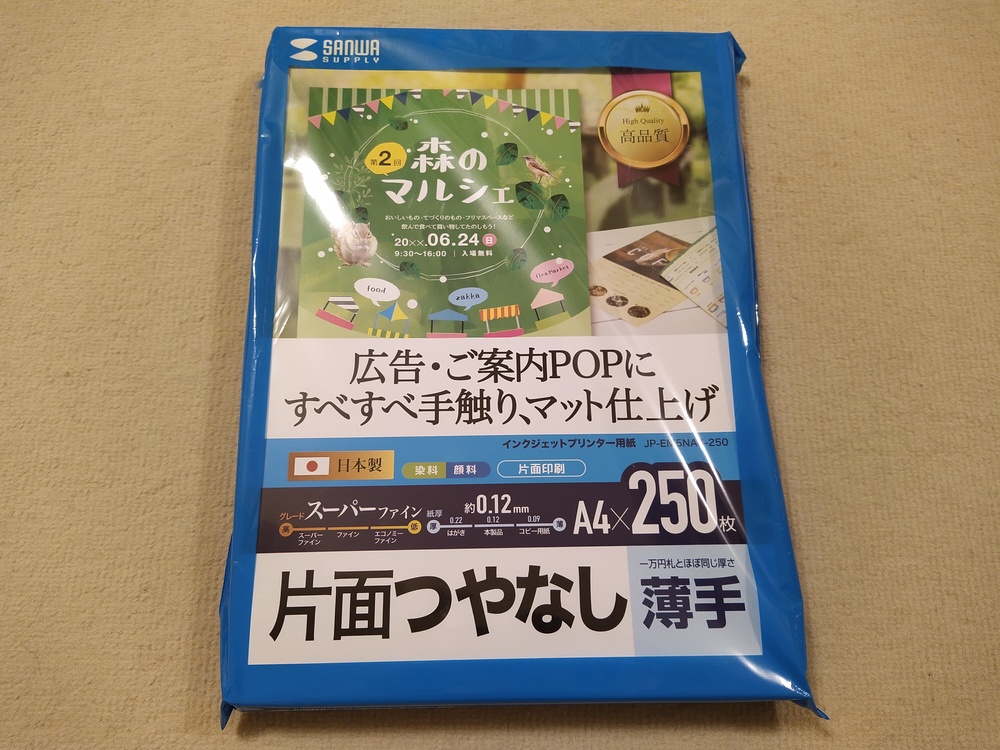 SANWA
SUPPLY
High Quality
高品質
第2回
森の
マルシェ
おいしいもの・てづくりのもの・フリマスペースなど
飲んで食べて買い物してたのしもう!
20××.06.24 日
9:30〜16:00 | 入場無料
food
zakka
flea Market
広告・ご案内POPに
すべすべ手触り、マット仕上げ
インクジェットプリンター用紙
日本製
染料 顔料
片面印刷
グレード スーパーファイン
高 スーパーファイン ファイン エコノミーファイン 低
紙厚 約0.12mm
厚 0.22 はがき 0.12 本製品 0.09 コピー用紙 薄
A4×250枚
片面つやなし
一万円札とほぼ同じ厚さ
薄手